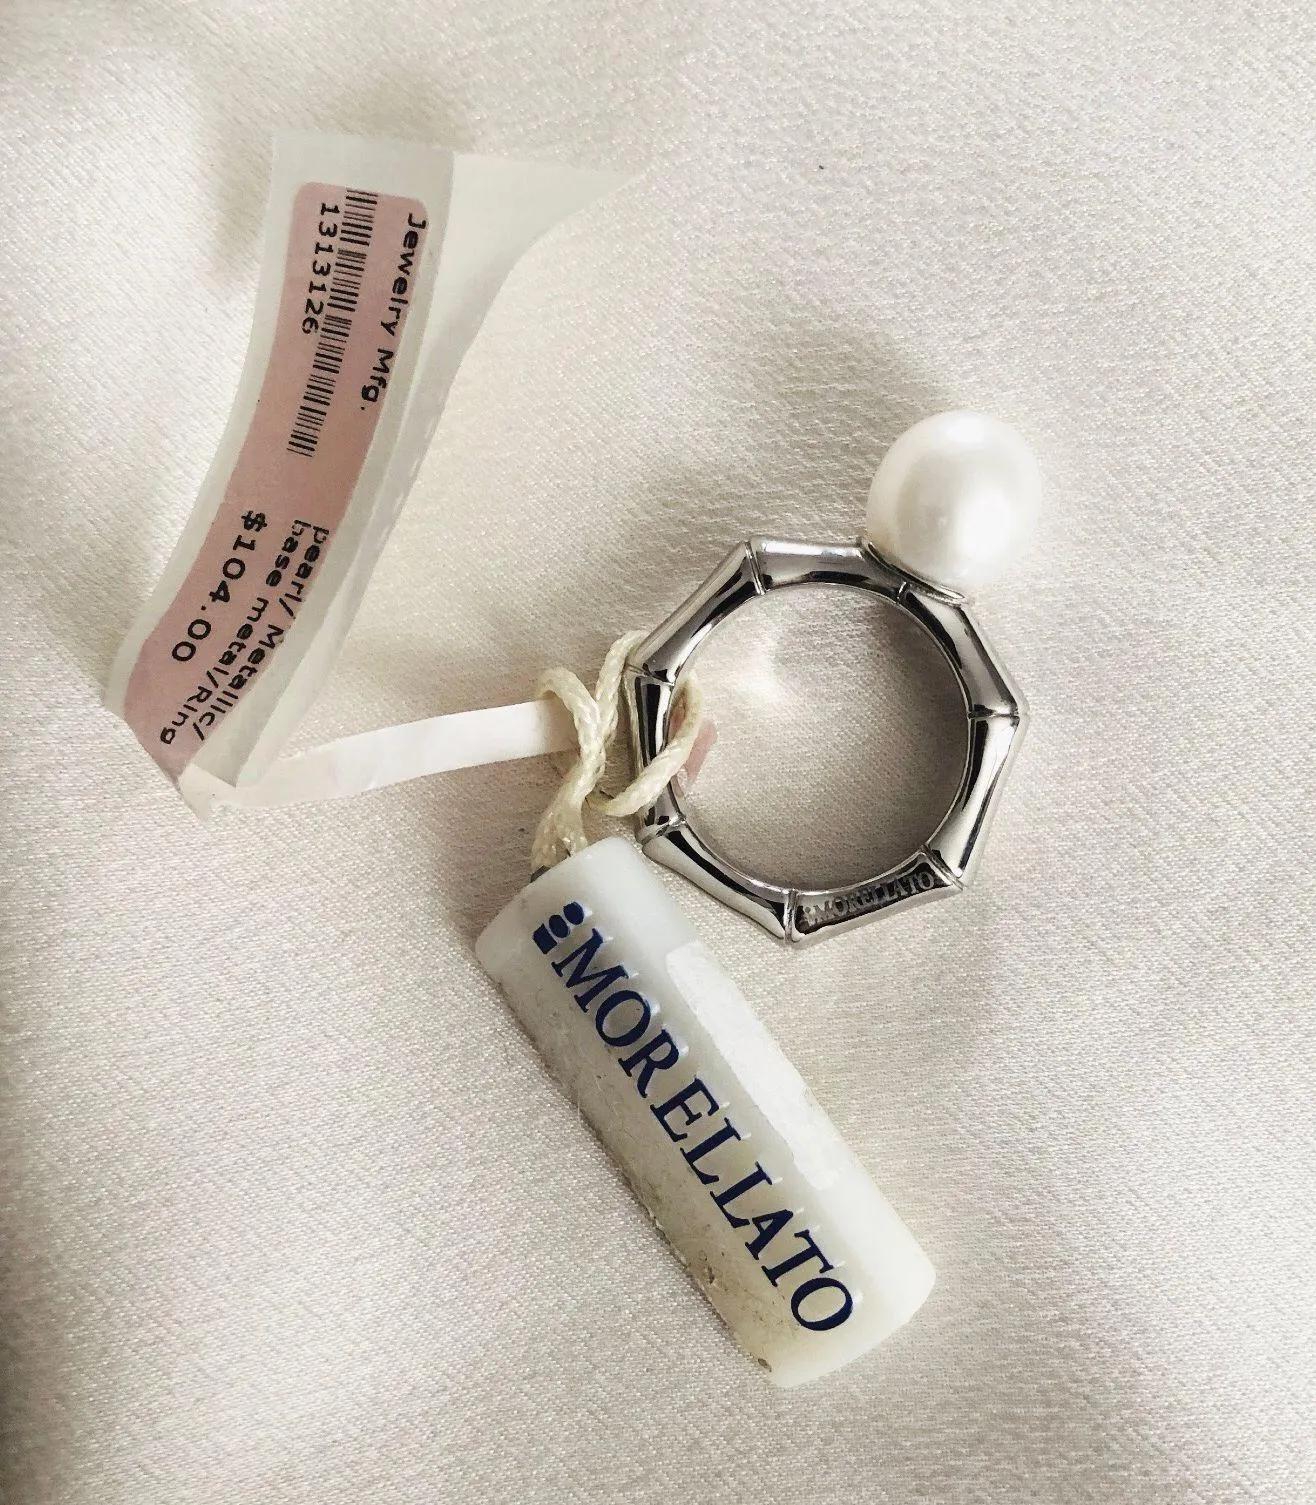 Jewelry Mfg.
1313126
pearl/ Metallic/
base metal/Ring
$104.00
MORELLATO
MORELLATO